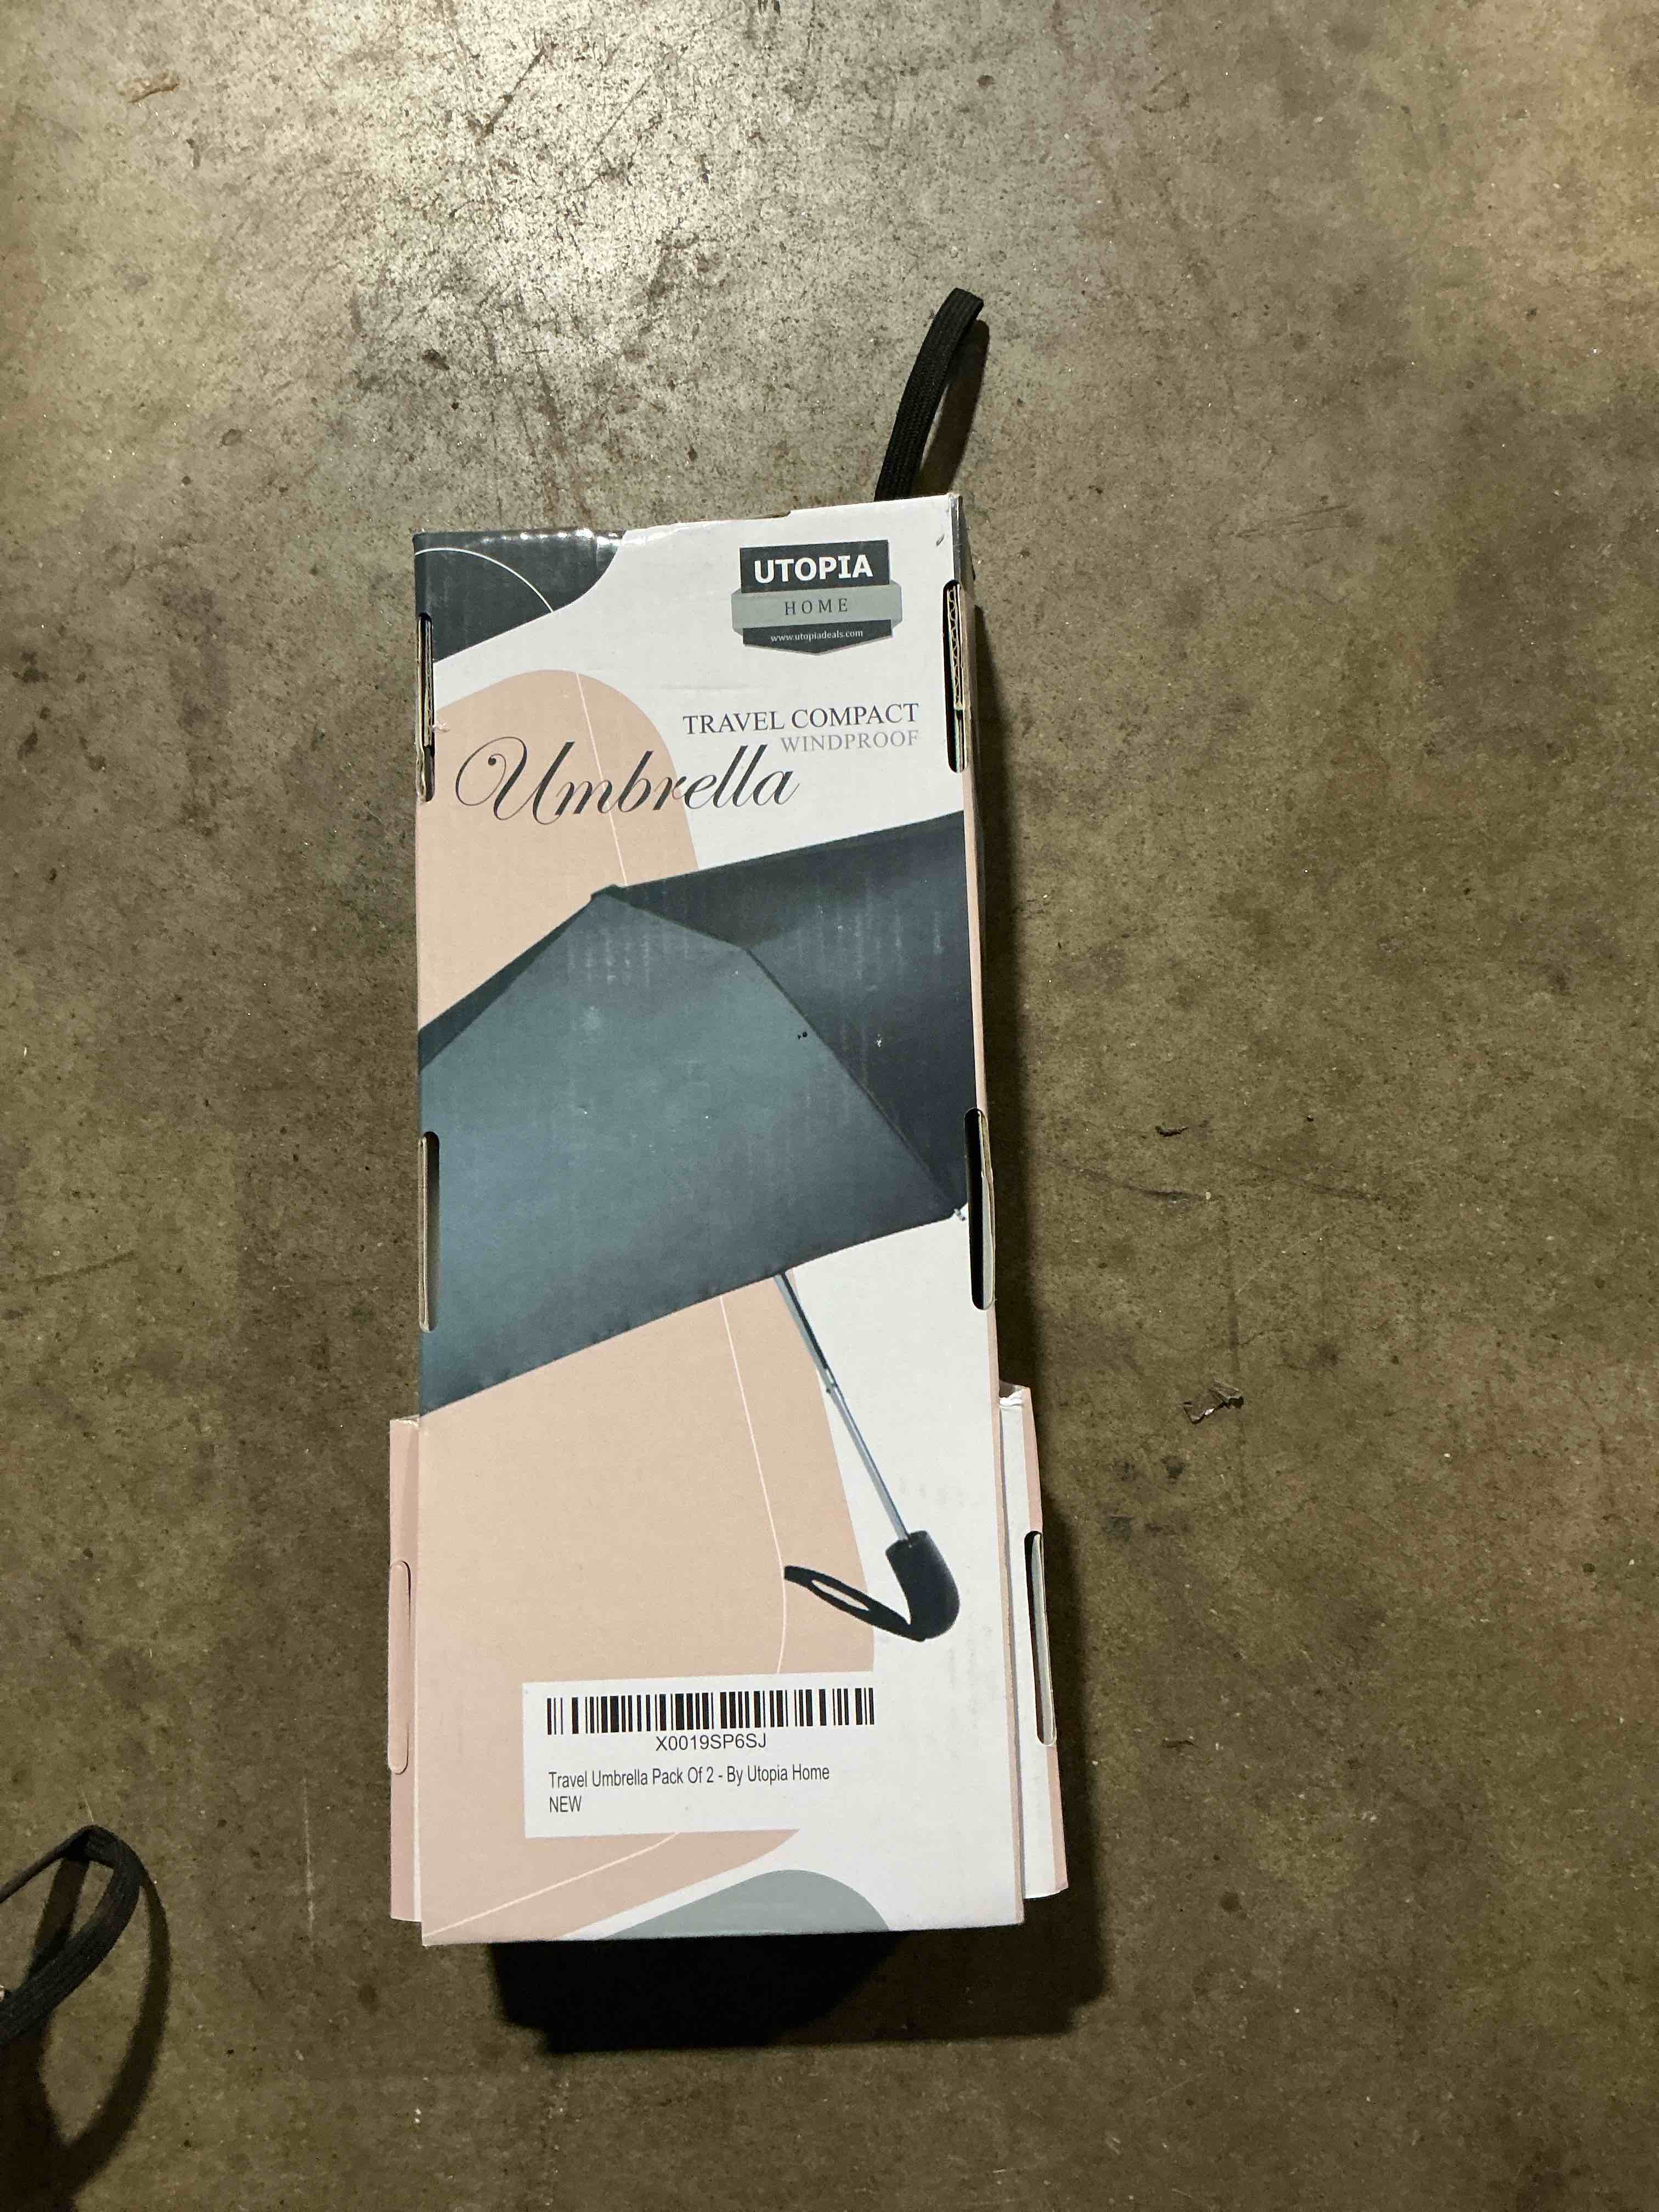 UTOPIA
HOME
www.utopiadeals.com
TRAVEL COMPACT
WINDPROOF
Umbrella
X0019SP6SJ
Travel Umbrella Pack Of 2 - By Utopia Home
NEW